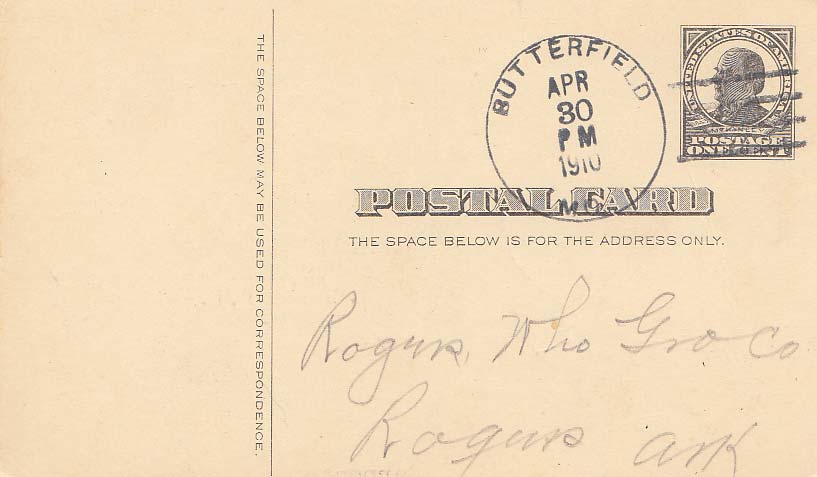 THE SPACE BELOW MAY BE USED FOR CORRESPONDENCE.
BUTTERFIELD
APR
30
PM
1910
MO.
UNITED STATES OF AMERICA
MCKINLEY
POSTAGE
ONE CENT
POSTAL CARD
THE SPACE BELOW IS FOR THE ADDRESS ONLY.
Rogers Who Gro Co
Rogers Ark